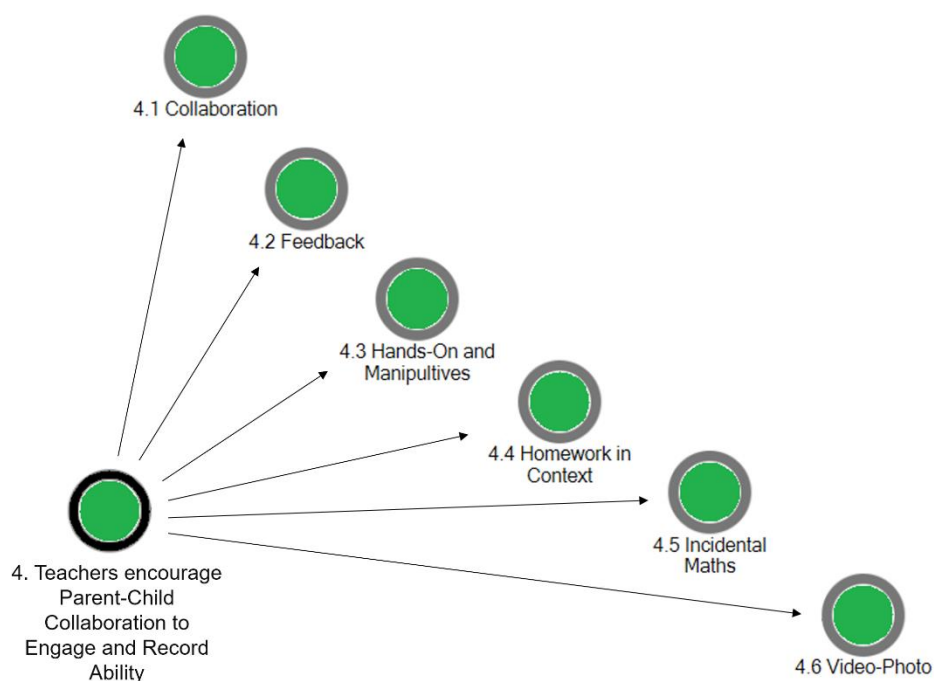 4.1 Collaboration
4.2 Feedback
4.3 Hands-On and
Manipultives
4.4 Homework in
Context
4.5 Incidental
Maths
4. Teachers encourage
Parent-Child
Collaboration to
Engage and Record
Ability
4.6 Video-Photo